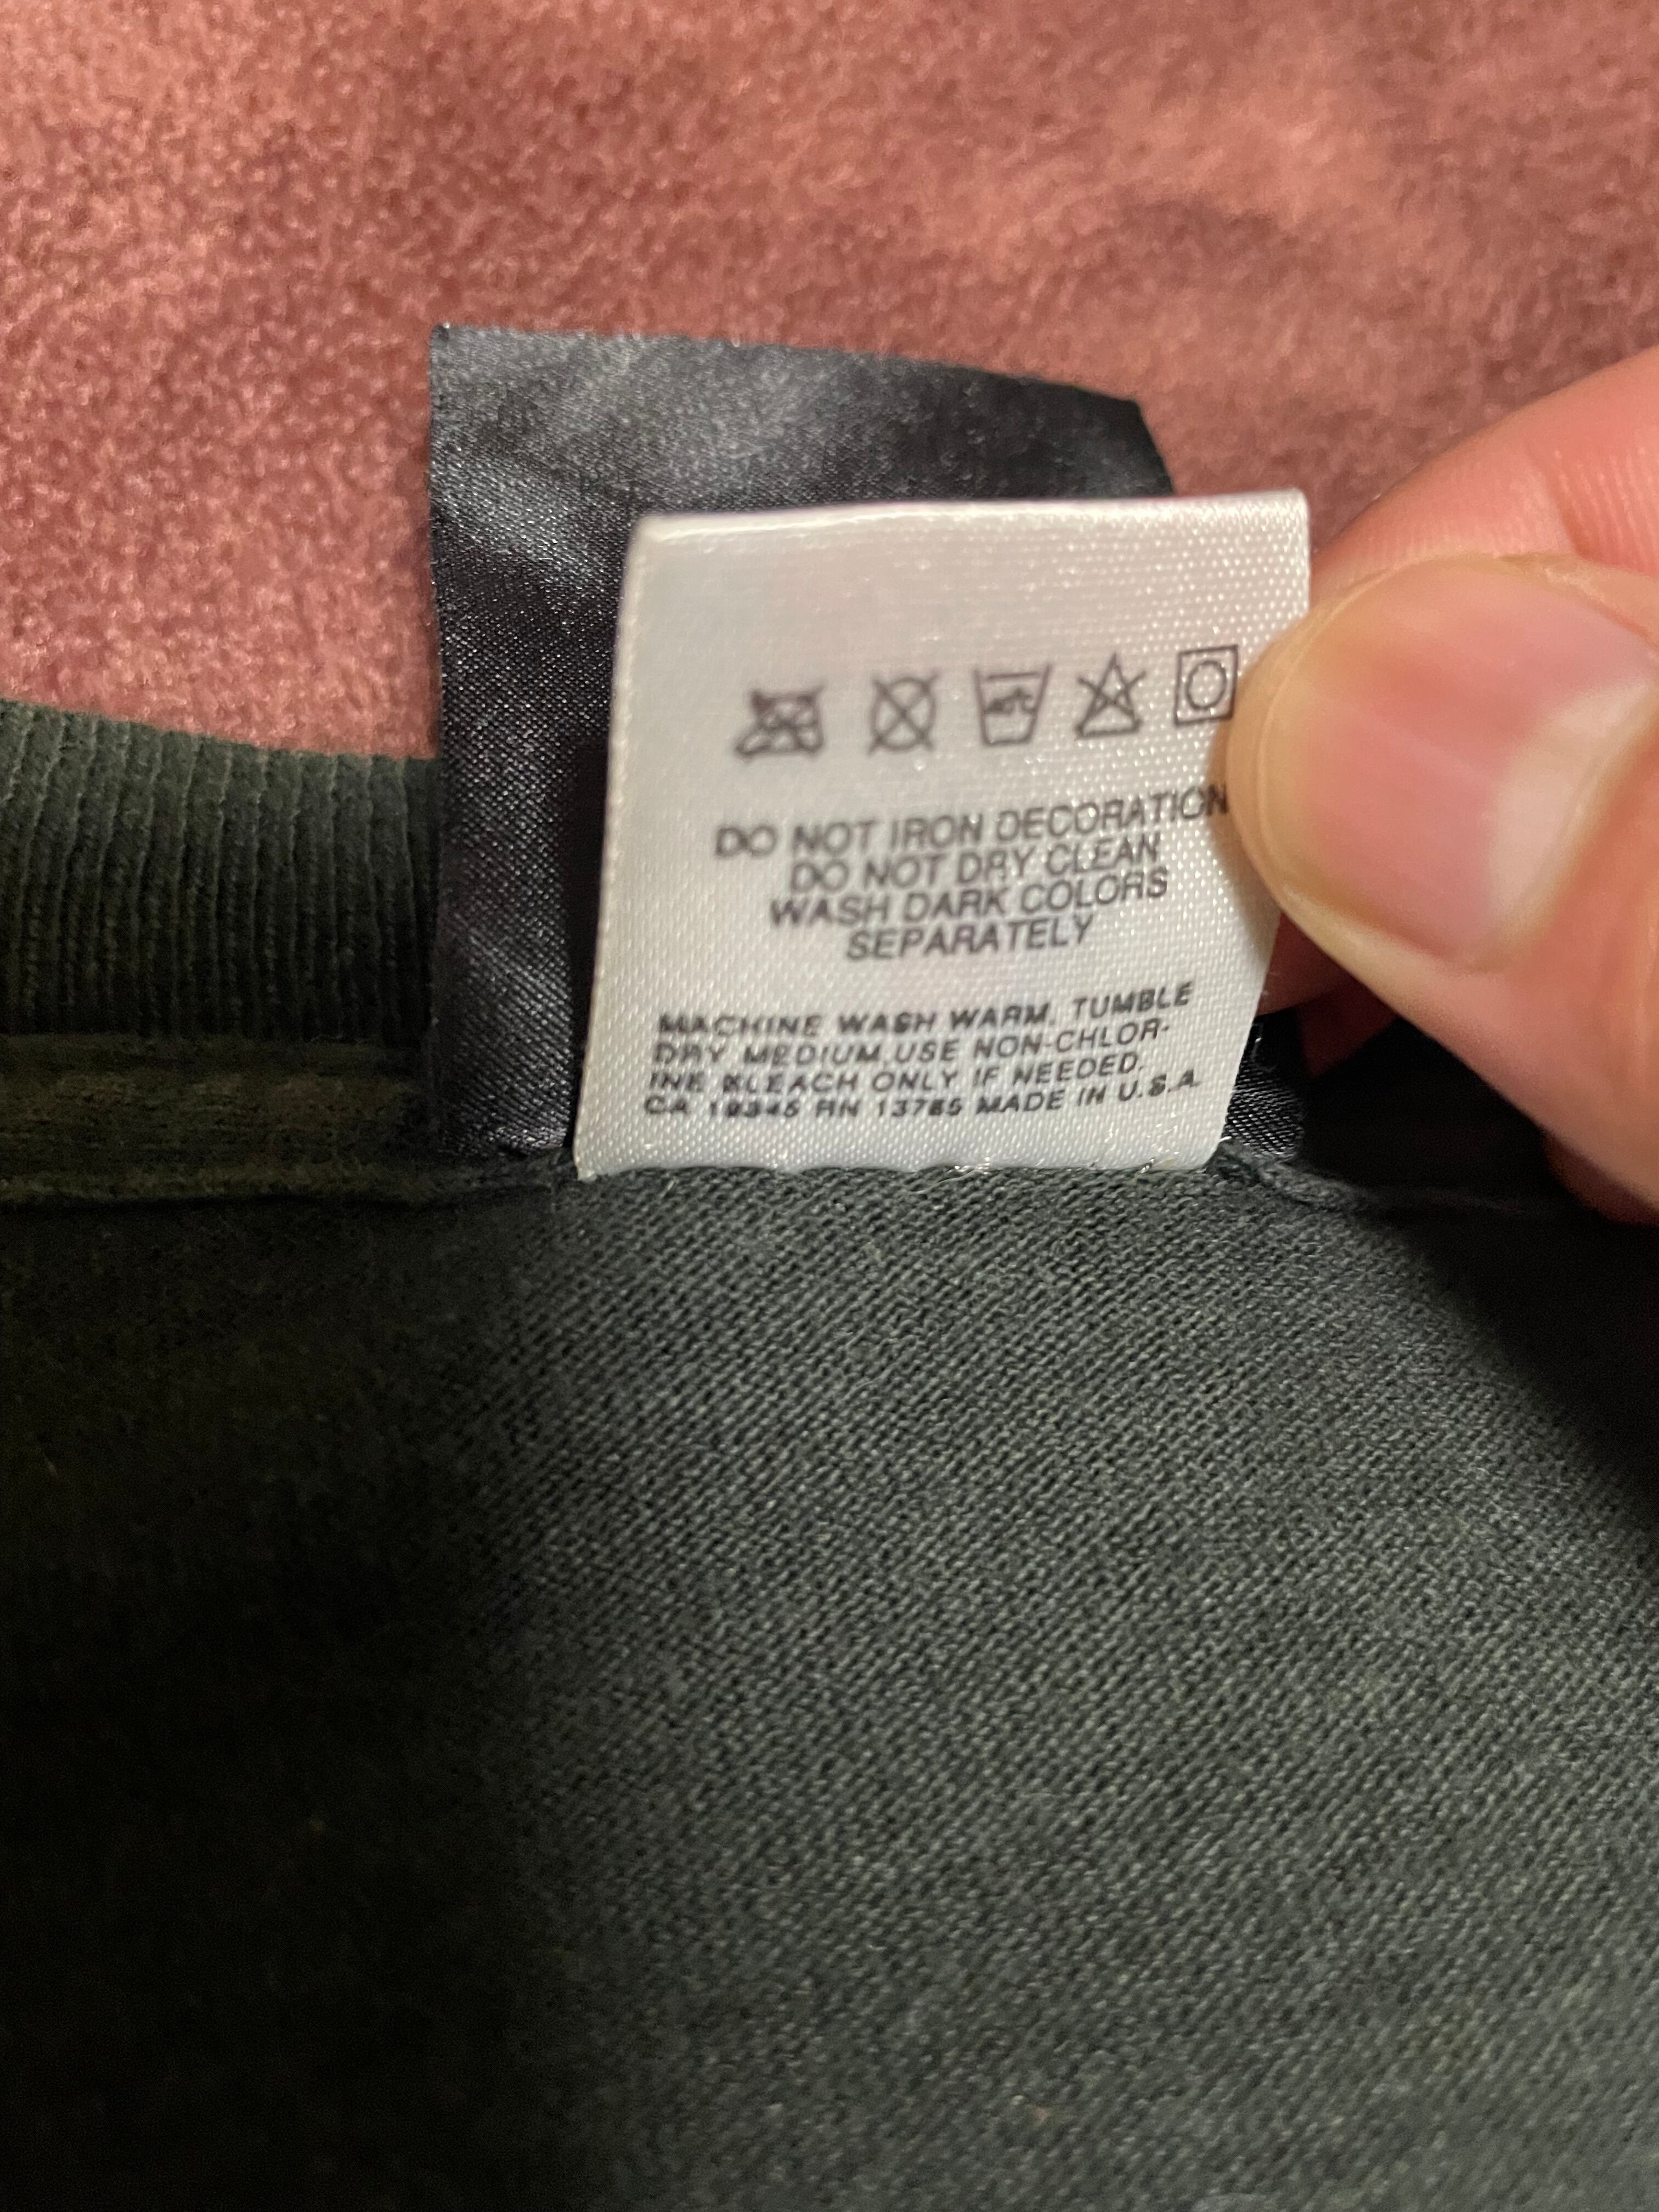 40°C
DO NOT IRON DECORATION
DO NOT DRY CLEAN
WASH DARK COLORS
SEPARATELY
MACHINE WASH WARM, TUMBLE
DRY MEDIUM, USE NON-CHLOR-
INE BLEACH ONLY IF NEEDED.
CA 19345 RN 13765 MADE IN U.S.A.